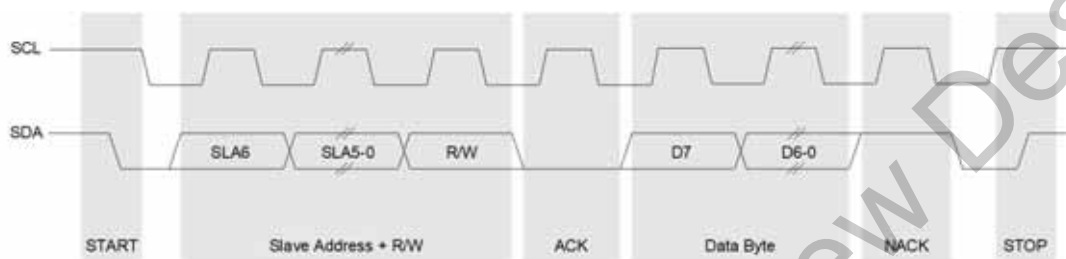 SCL
SDA
SLA6 SLA5-0 R/W D7 D6-0
START Slave Address + R/W ACK Data Byte NACK STOP